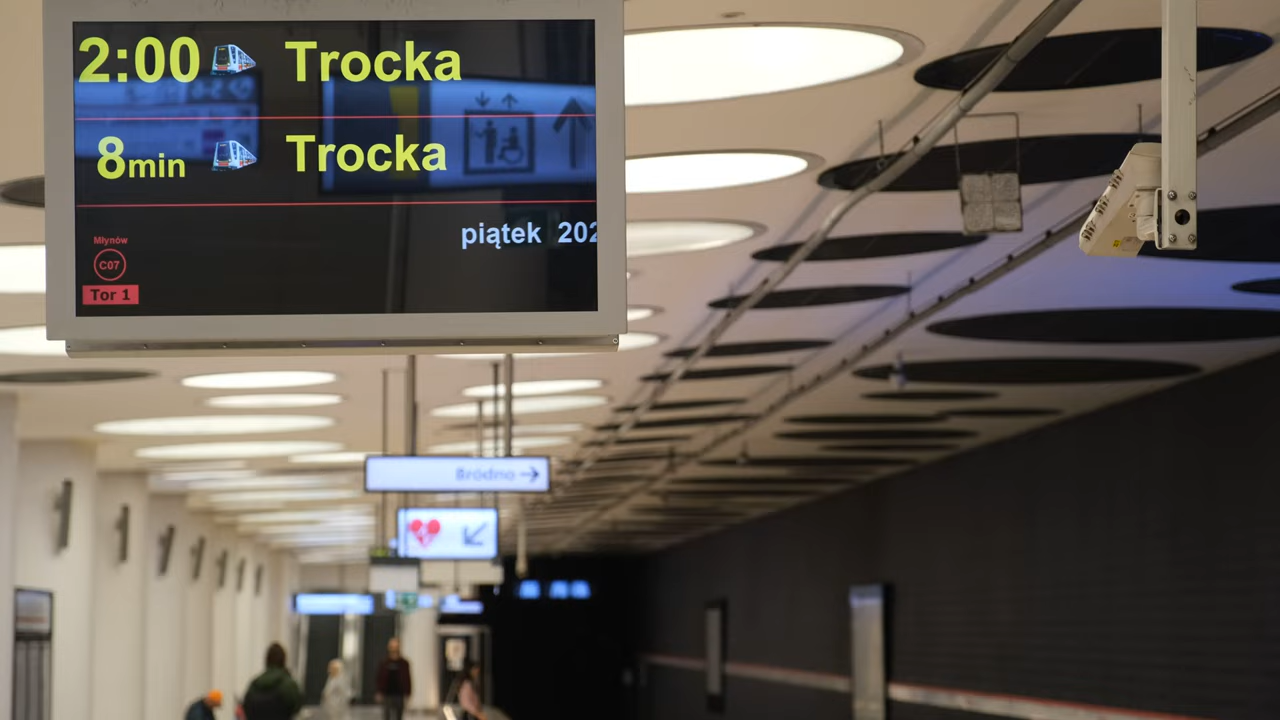 2:00 Trocka
8min Trocka
piątek 202
Młynów
C07
Tor 1
Bródno →